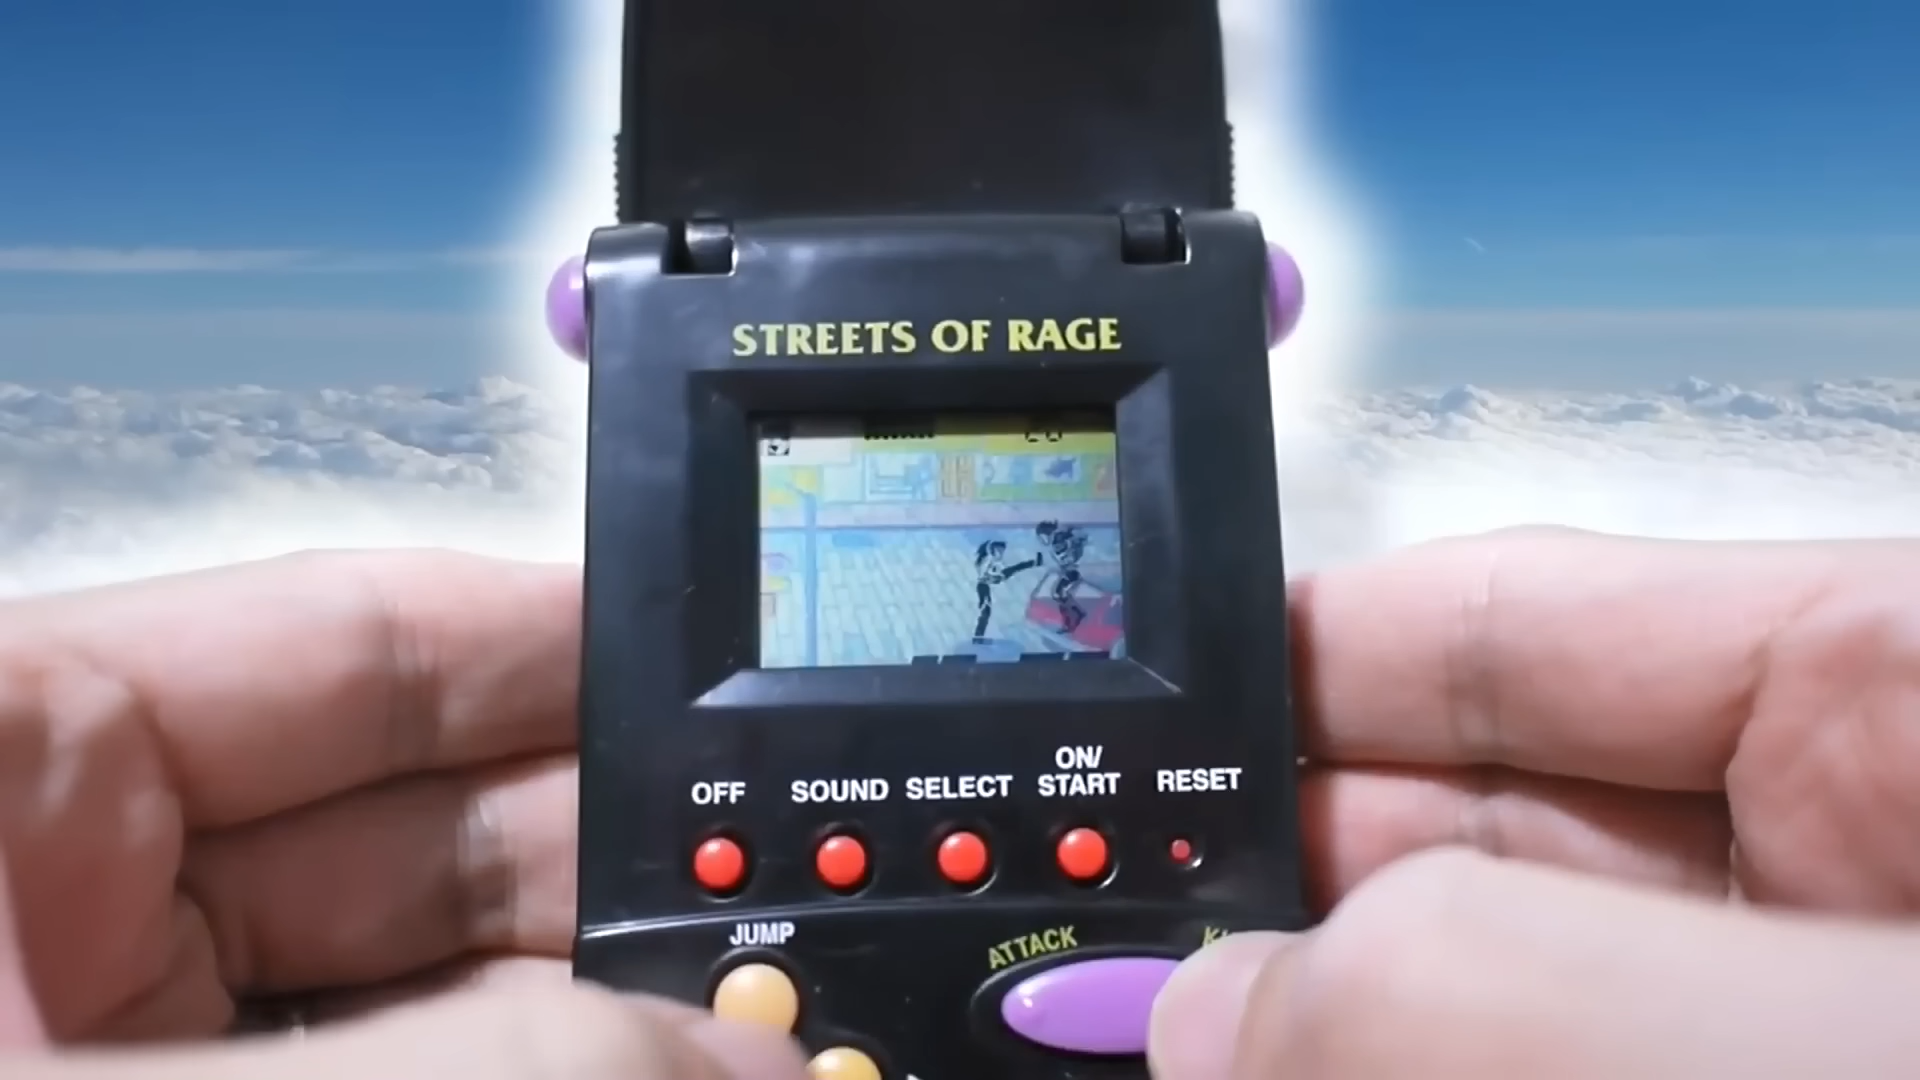 STREETS OF RAGE
ON/
START
OFF
SOUND
SELECT
RESET
JUMP
ATTACK